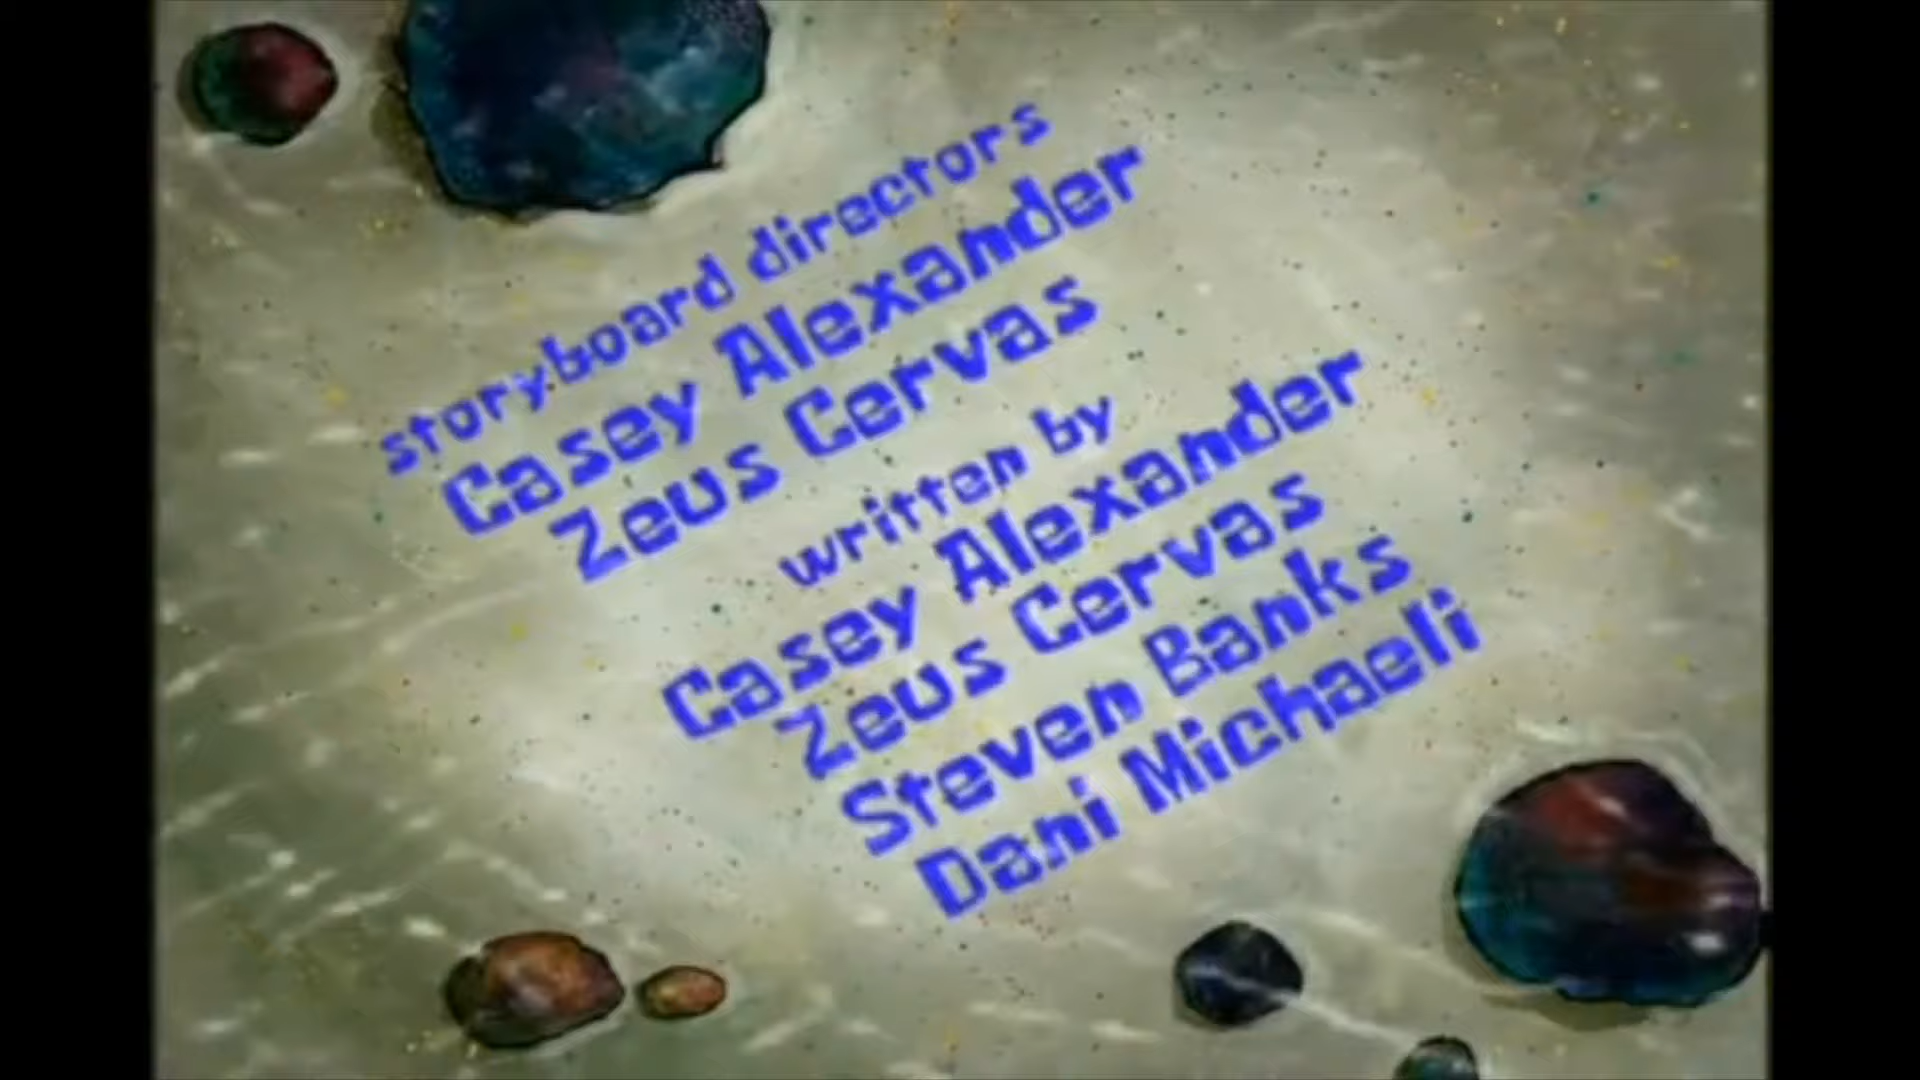 storyboard directors
Casey Alexander
Zeus Cervas
written by
Casey Alexander
Zeus Cervas
Steven Banks
Dani Michaeli